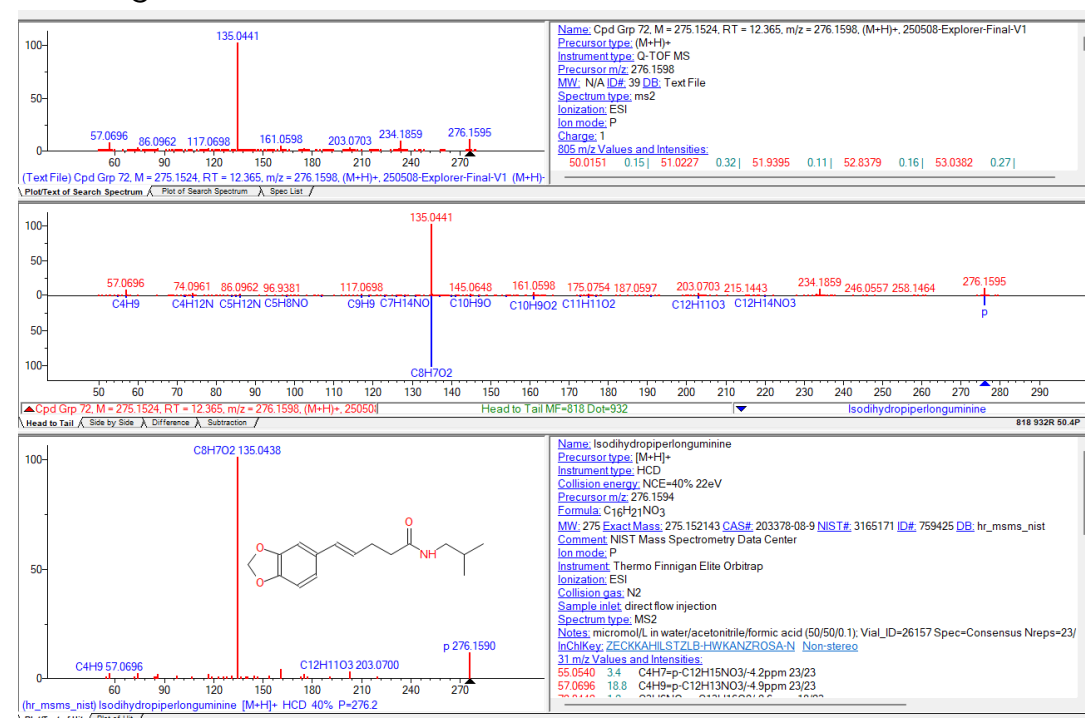 135.0441
100
50
0
57.0696 86.0962 117.0698 161.0598 203.0703 234.1859 276.1595
60 90 120 150 180 210 240 270
(Text File) Cpd Grp 72, M = 275.1524, RT = 12.365, m/z = 276.1598, (M+H)+, 250508-Explorer-Final-V1 (M+H)-
Plot/Text of Search Spectrum Plot of Search Spectrum Spec List
Name: Cpd Grp 72, M = 275.1524, RT = 12.365, m/z = 276.1598, (M+H)+, 250508-Explorer-Final-V1
Precursor type: (M+H)+
Instrument type: Q-TOF MS
Precursor m/z: 276.1598
MW: N/A ID#: 39 DB: Text File
Spectrum type: ms2
Ionization: ESI
Ion mode: P
Charge: 1
805 m/z Values and Intensities:
50.0151 0.15 | 51.0227 0.32 | 51.9395 0.11 | 52.8379 0.16 | 53.0382 0.27 |
135.0441
100
50
0
50
100
57.0696 74.0961 86.0962 96.9381 117.0698 145.0648 161.0598 175.0754 187.0597 203.0703 215.1443 234.1859 246.0557 258.1464 276.1595
C4H9 C4H12N C5H12N C5H8NO C9H9 C7H14NO C10H9O C10H9O2 C11H11O2 C12H11O3 C12H14NO3 p
C8H7O2
50 60 70 80 90 100 110 120 130 140 150 160 170 180 190 200 210 220 230 240 250 260 270 280 290
Cpd Grp 72, M = 275.1524, RT = 12.365, m/z = 276.1598, (M+H)+, 250508 Head to Tail MF=818 Dot=932 Isodihydropiperlonguminine
Head to Tail Side by Side Difference Subtraction 818 932R 50.4P
C8H7O2 135.0438
100
50
0
O
O
O
NH
p 276.1590
C4H9 57.0696 C12H11O3 203.0700
60 90 120 150 180 210 240 270
(hr_msms_nist) Isodihydropiperlonguminine [M+H]+ HCD 40% P=276.2
Name: Isodihydropiperlonguminine
Precursor type: [M+H]+
Instrument type: HCD
Collision energy: NCE=40% 22eV
Precursor m/z: 276.1594
Formula: C16H21NO3
MW: 275 Exact Mass: 275.152143 CAS#: 203378-08-9 NIST#: 3165171 ID#: 759425 DB: hr_msms_nist
Comment: NIST Mass Spectrometry Data Center
Ion mode: P
Instrument: Thermo Finnigan Elite Orbitrap
Ionization: ESI
Collision gas: N2
Sample inlet: direct flow injection
Spectrum type: MS2
Notes: micromol/L in water/acetonitrile/formic acid (50/50/0.1); Vial_ID=26157 Spec=Consensus Nreps=23/
InChIKey: ZECKKAHILSTZLB-HWKANZROSA-N Non-stereo
31 m/z Values and Intensities:
55.0540 3.4 C4H7=p-C12H15NO3/-4.2ppm 23/23
57.0696 18.8 C4H9=p-C12H13NO3/-4.9ppm 23/23